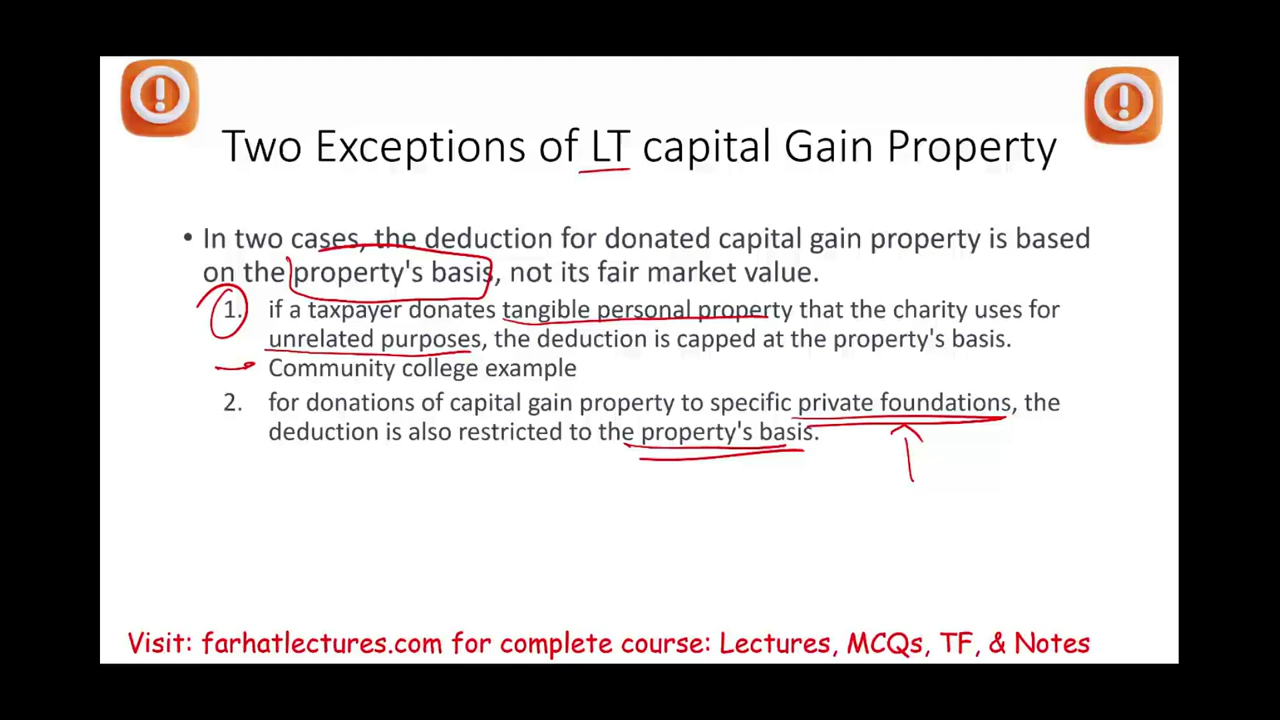 Two Exceptions of LT capital Gain Property
• In two cases, the deduction for donated capital gain property is based
on the property's basis, not its fair market value.
1. if a taxpayer donates tangible personal property that the charity uses for
unrelated purposes, the deduction is capped at the property's basis.
Community college example
2. for donations of capital gain property to specific private foundations, the
deduction is also restricted to the property's basis.
Visit: farhatlectures.com for complete course: Lectures, MCQs, TF, & Notes